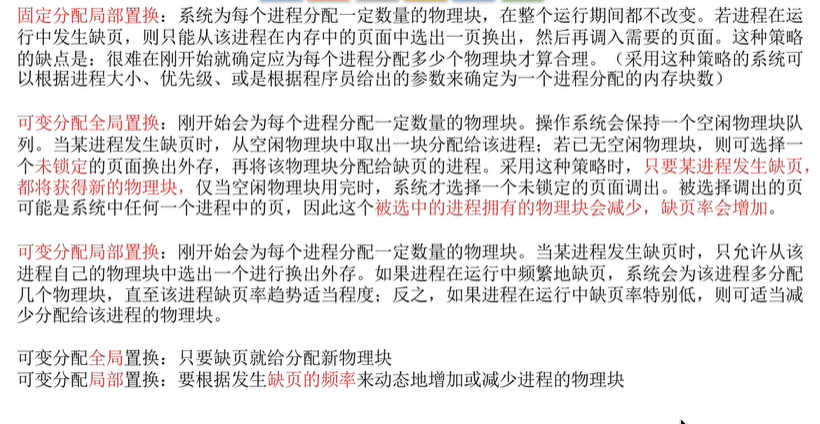 固定分配局部置换：系统为每个进程分配一定数量的物理块，在整个运行期间都不改变。若进程在运
行中发生缺页，则只能从该进程在内存中的页面中选出一页换出，然后再调入需要的页面。这种策略
的缺点是：很难在刚开始就确定应为每个进程分配多少个物理块才算合理。（采用这种策略的系统可
以根据进程大小、优先级、或是根据程序员给出的参数来确定为一个进程分配的内存块数）
可变分配全局置换：刚开始会为每个进程分配一定数量的物理块。操作系统会保持一个空闲物理块队
列。当某进程发生缺页时，从空闲物理块中取出一块分配给该进程；若已无空闲物理块，则可选择一
个未锁定的页面换出外存，再将该物理块分配给缺页的进程。采用这种策略时，只要某进程发生缺页，
都将获得新的物理块，仅当空闲物理块用完时，系统才选择一个未锁定的页面调出。被选择调出的页
可能是系统中任何一个进程中的页，因此这个被选中的进程拥有的物理块会减少，缺页率会增加。
可变分配局部置换：刚开始会为每个进程分配一定数量的物理块。当某进程发生缺页时，只允许从该
进程自己的物理块中选出一个进行换出外存。如果进程在运行中频繁地缺页，系统会为该进程多分配
几个物理块，直至该进程缺页率趋势适当程度；反之，如果进程在运行中缺页率特别低，则可适当减
少分配给该进程的物理块。
可变分配全局置换：只要缺页就给分配新物理块
可变分配局部置换：要根据发生缺页的频率来动态地增加或减少进程的物理块